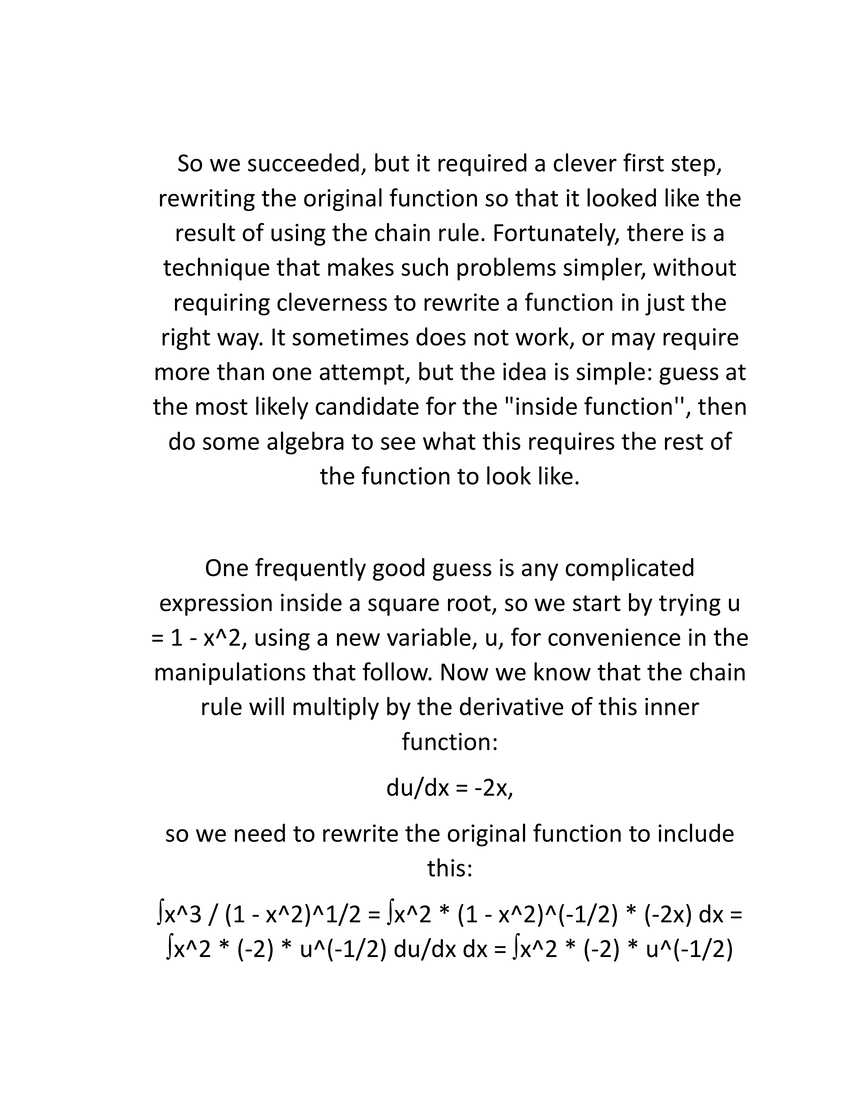 So we succeeded, but it required a clever first step,
rewriting the original function so that it looked like the
result of using the chain rule. Fortunately, there is a
technique that makes such problems simpler, without
requiring cleverness to rewrite a function in just the
right way. It sometimes does not work, or may require
more than one attempt, but the idea is simple: guess at
the most likely candidate for the "inside function'', then
do some algebra to see what this requires the rest of
the function to look like.
One frequently good guess is any complicated
expression inside a square root, so we start by trying u
= 1 - x^2, using a new variable, u, for convenience in the
manipulations that follow. Now we know that the chain
rule will multiply by the derivative of this inner
function:
du/dx = -2x,
so we need to rewrite the original function to include
this:
∫x^3 / (1 - x^2)^1/2 = ∫x^2 * (1 - x^2)^(-1/2) * (-2x) dx =
∫x^2 * (-2) * u^(-1/2) du/dx dx = ∫x^2 * (-2) * u^(-1/2)